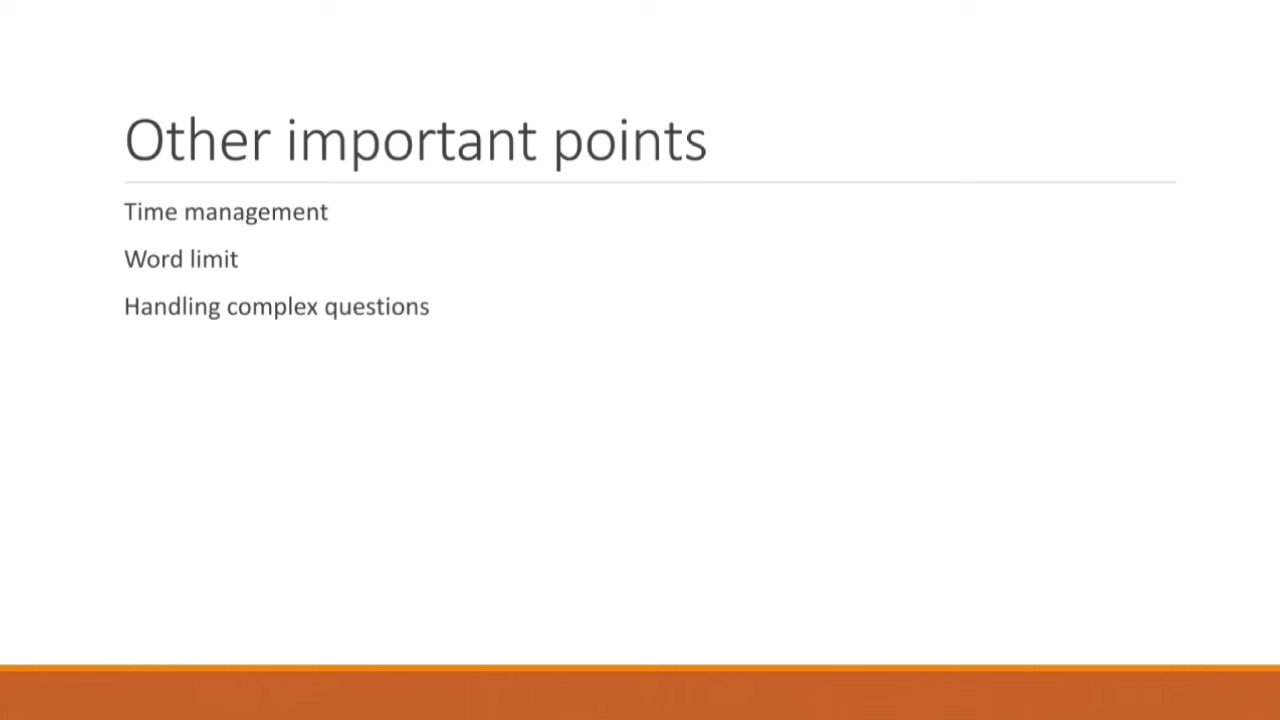 Other important points
Time management
Word limit
Handling complex questions